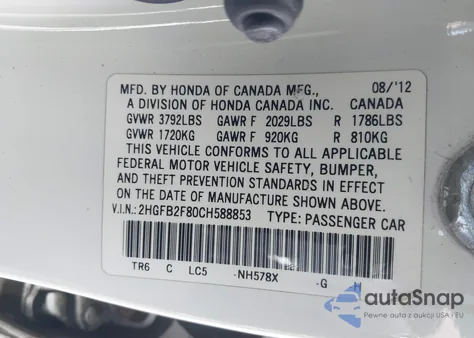 MFD. BY HONDA OF CANADA MFG., 08/'12
A DIVISION OF HONDA CANADA INC. CANADA
GVWR 3792LBS GAWR F 2029LBS R 1786LBS
GVWR 1720KG GAWR F 920KG R 810KG
THIS VEHICLE CONFORMS TO ALL APPLICABLE
FEDERAL MOTOR VEHICLE SAFETY, BUMPER,
AND THEFT PREVENTION STANDARDS IN EFFECT
ON THE DATE OF MANUFACTURE SHOWN ABOVE.
V.I.N.: 2HGFB2F80CH588853 TYPE: PASSENGER CAR
TR6 C LC5 -NH578X -G H
autoSnap
Pewne auta z aukcji z USA i EU